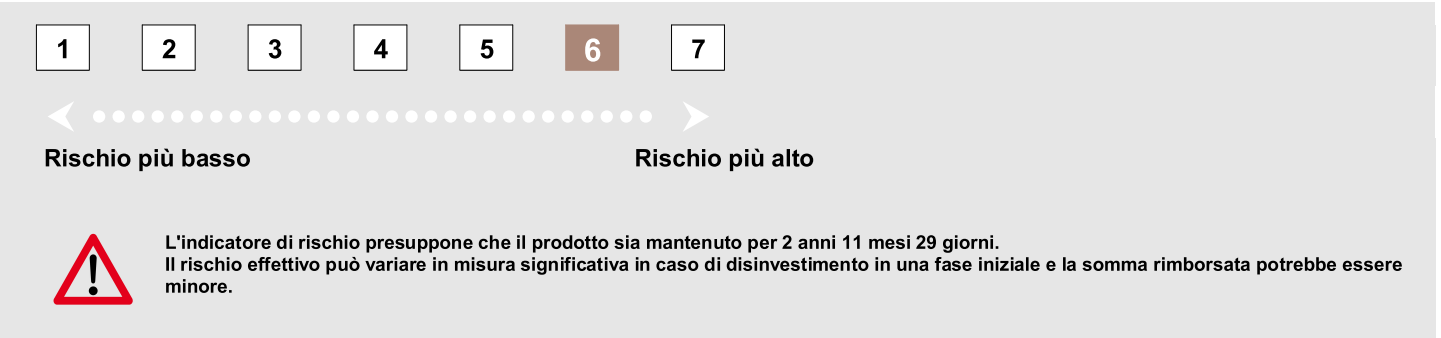 1 2 3 4 5 6 7
Rischio più basso Rischio più alto
L'indicatore di rischio presuppone che il prodotto sia mantenuto per 2 anni 11 mesi 29 giorni.
Il rischio effettivo può variare in misura significativa in caso di disinvestimento in una fase iniziale e la somma rimborsata potrebbe essere
minore.